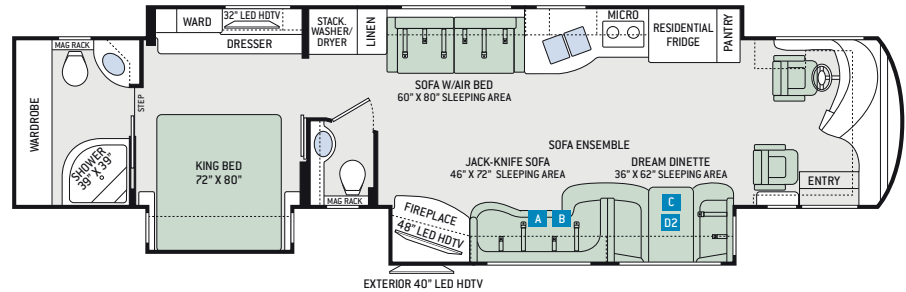 WARD
32" LED HDTV
DRESSER
STACK.
WASHER/
DRYER
LINEN
MICRO
RESIDENTIAL
FRIDGE
PANTRY
MAG RACK
WARDROBE
STEP
SHOWER
39" X 39"
KING BED
72" X 80"
SOFA W/AIR BED
60" X 80" SLEEPING AREA
SOFA ENSEMBLE
JACK-KNIFE SOFA
46" X 72" SLEEPING AREA
DREAM DINETTE
36" X 62" SLEEPING AREA
ENTRY
MAG RACK
FIREPLACE
48" LED HDTV
A
B
C
D2
EXTERIOR 40" LED HDTV